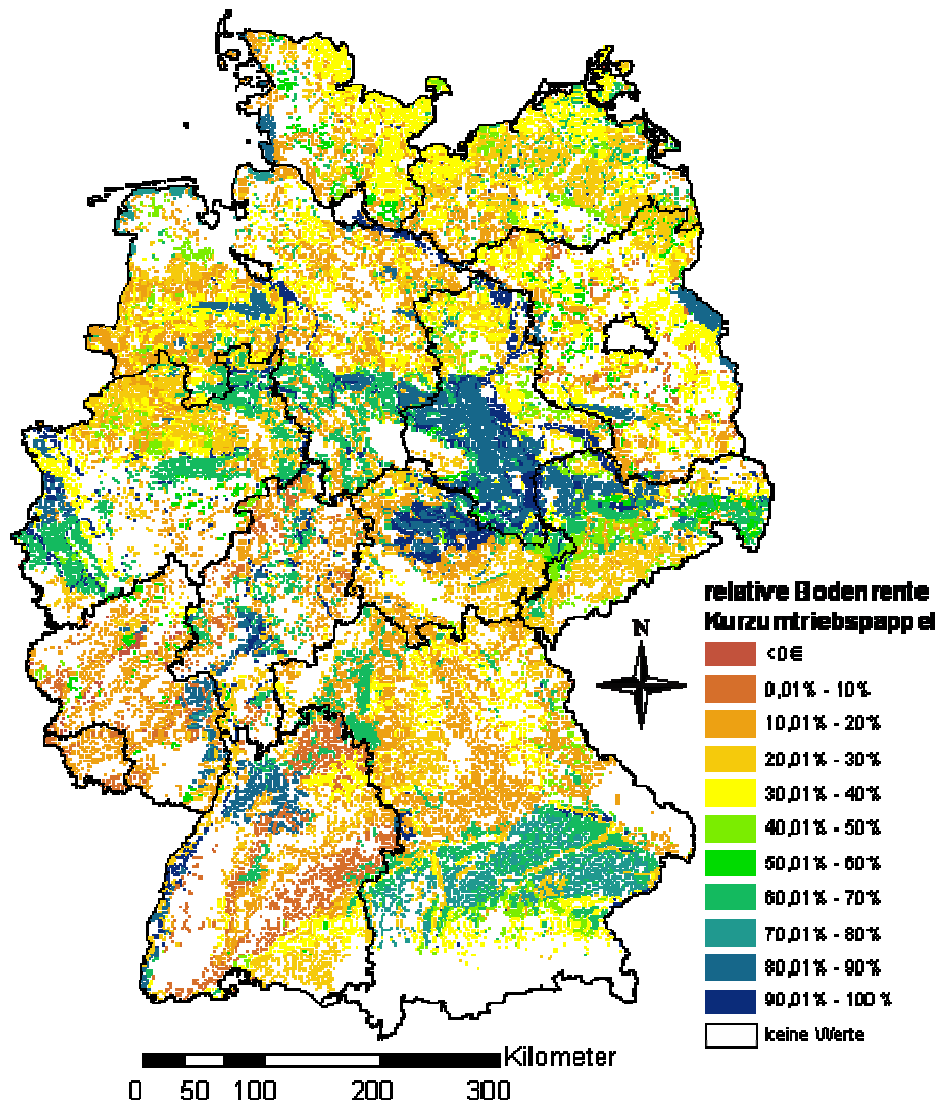 relative Bodenrente
Kurzumtriebspappel
N
<0€
0,01% - 10%
10,01% - 20%
20,01% - 30%
30,01% - 40%
40,01% - 50%
50,01% - 60%
60,01% - 70%
70,01% - 80%
80,01% - 90%
90,01% - 100%
keine Werte
Kilometer
0 50 100 200 300